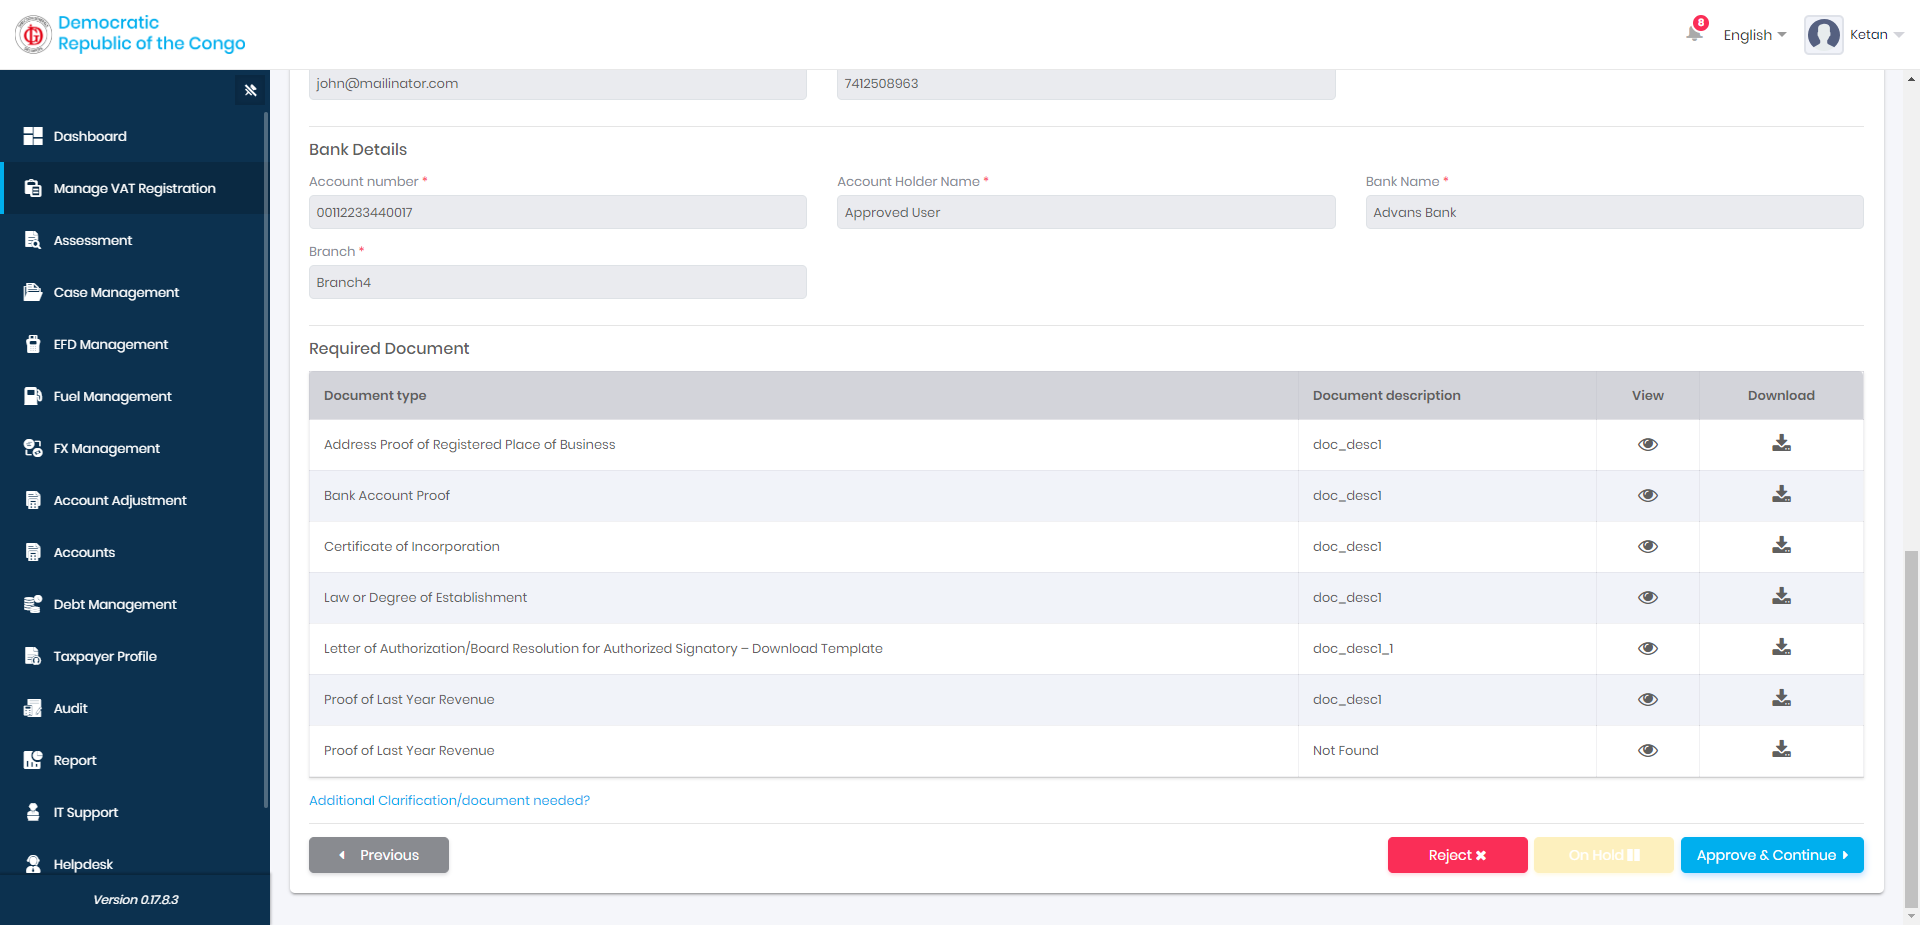 Democratic
Republic of the Congo
8
English
Ketan
Dashboard
Manage VAT Registration
Assessment
Case Management
EFD Management
Fuel Management
FX Management
Account Adjustment
Accounts
Debt Management
Taxpayer Profile
Audit
Report
IT Support
Helpdesk
Version 0.17.8.3
john@mailinator.com
7412508963
Bank Details
Account number *
Account Holder Name *
Bank Name *
00112233440017
Approved User
Advans Bank
Branch *
Branch4
Required Document
Document type Document description View Download
Address Proof of Registered Place of Business doc_desc1
Bank Account Proof doc_desc1
Certificate of Incorporation doc_desc1
Law or Degree of Establishment doc_desc1
Letter of Authorization/Board Resolution for Authorized Signatory – Download Template doc_desc1_1
Proof of Last Year Revenue doc_desc1
Proof of Last Year Revenue Not Found
Additional Clarification/document needed?
Previous
Reject
On Hold
Approve & Continue